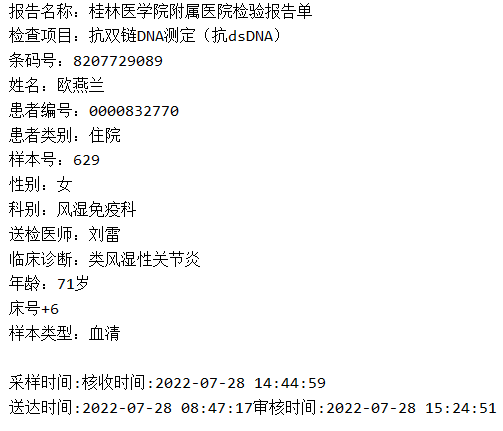 报告名称：桂林医学院附属医院检验报告单
检查项目：抗双链DNA测定（抗dsDNA）
条码号：8207729089
姓名：欧燕兰
患者编号：0000832770
患者类别：住院
样本号：629
性别：女
科别：风湿免疫科
送检医师：刘雷
临床诊断：类风湿性关节炎
年龄：71岁
床号+6
样本类型：血清
采样时间:核收时间:2022-07-28 14:44:59
送达时间:2022-07-28 08:47:17审核时间:2022-07-28 15:24:51